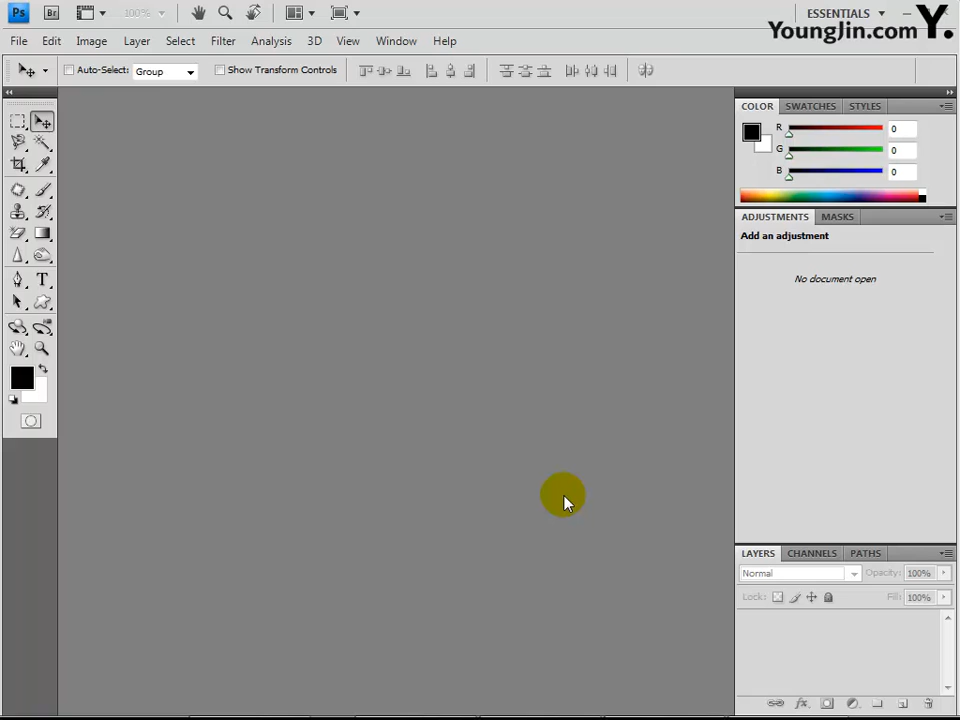 Ps Br 100% ESSENTIALS
YoungJin.com Y.
File Edit Image Layer Select Filter Analysis 3D View Window Help
Auto-Select: Group Show Transform Controls
COLOR SWATCHES STYLES
R 0
G 0
B 0
ADJUSTMENTS MASKS
Add an adjustment
No document open
T
LAYERS CHANNELS PATHS
Normal Opacity: 100%
Lock: Fill: 100%
fx